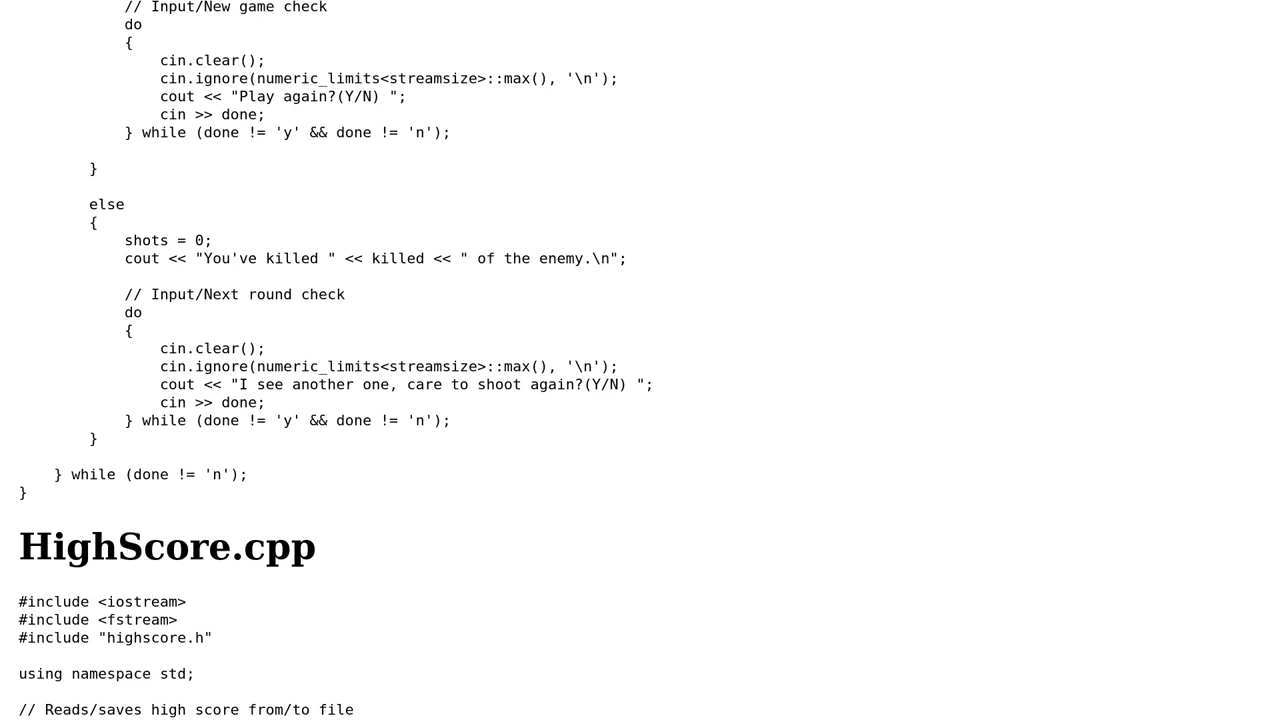 // Input/New game check
do
{
cin.clear();
cin.ignore(numeric_limits<streamsize>::max(), '\n');
cout << "Play again?(Y/N) ";
cin >> done;
} while (done != 'y' && done != 'n');
}
else
{
shots = 0;
cout << "You've killed " << killed << " of the enemy.\n";
// Input/Next round check
do
{
cin.clear();
cin.ignore(numeric_limits<streamsize>::max(), '\n');
cout << "I see another one, care to shoot again?(Y/N) ";
cin >> done;
} while (done != 'y' && done != 'n');
}
} while (done != 'n');
}
HighScore.cpp
#include <iostream>
#include <fstream>
#include "highscore.h"
using namespace std;
// Reads/saves high score from/to file